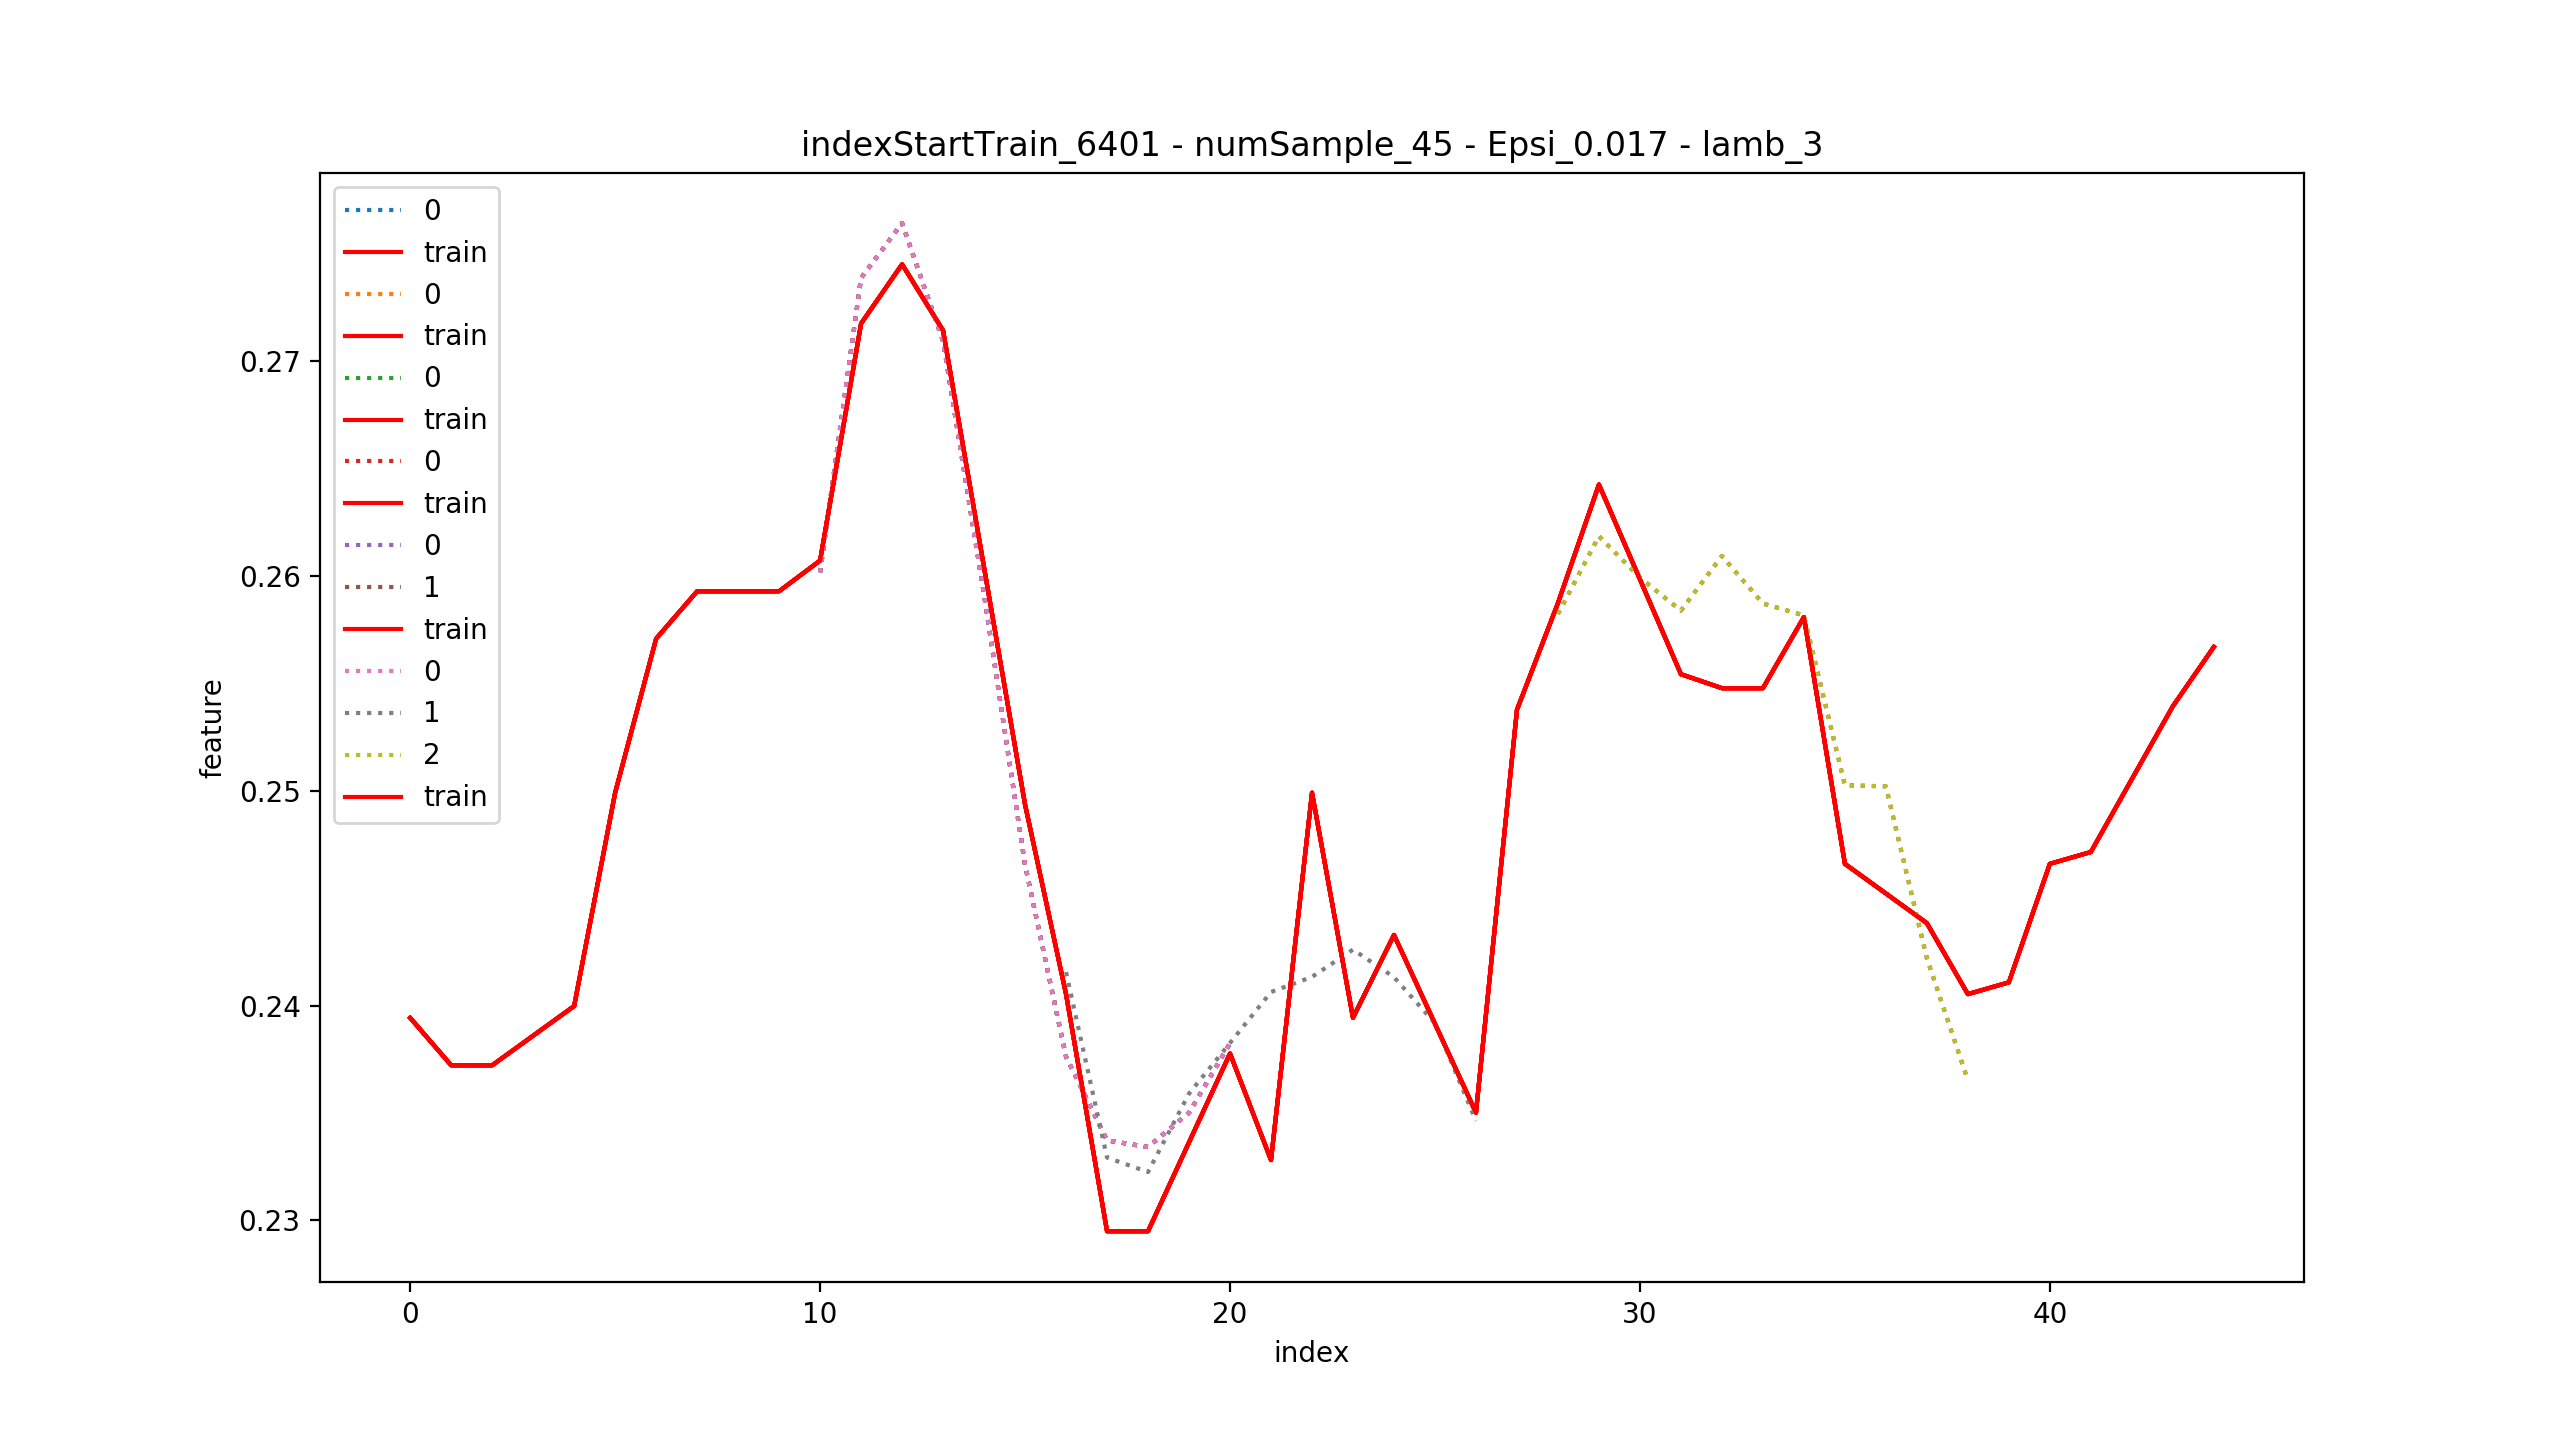 indexStartTrain_6401 - numSample_45 - Epsi_0.017 - lamb_3
0
train
0
train
0
train
0
train
0
1
train
0
1
2
train
0.27
0.26
0.25
0.24
0.23
feature
0 10 20 30 40
index